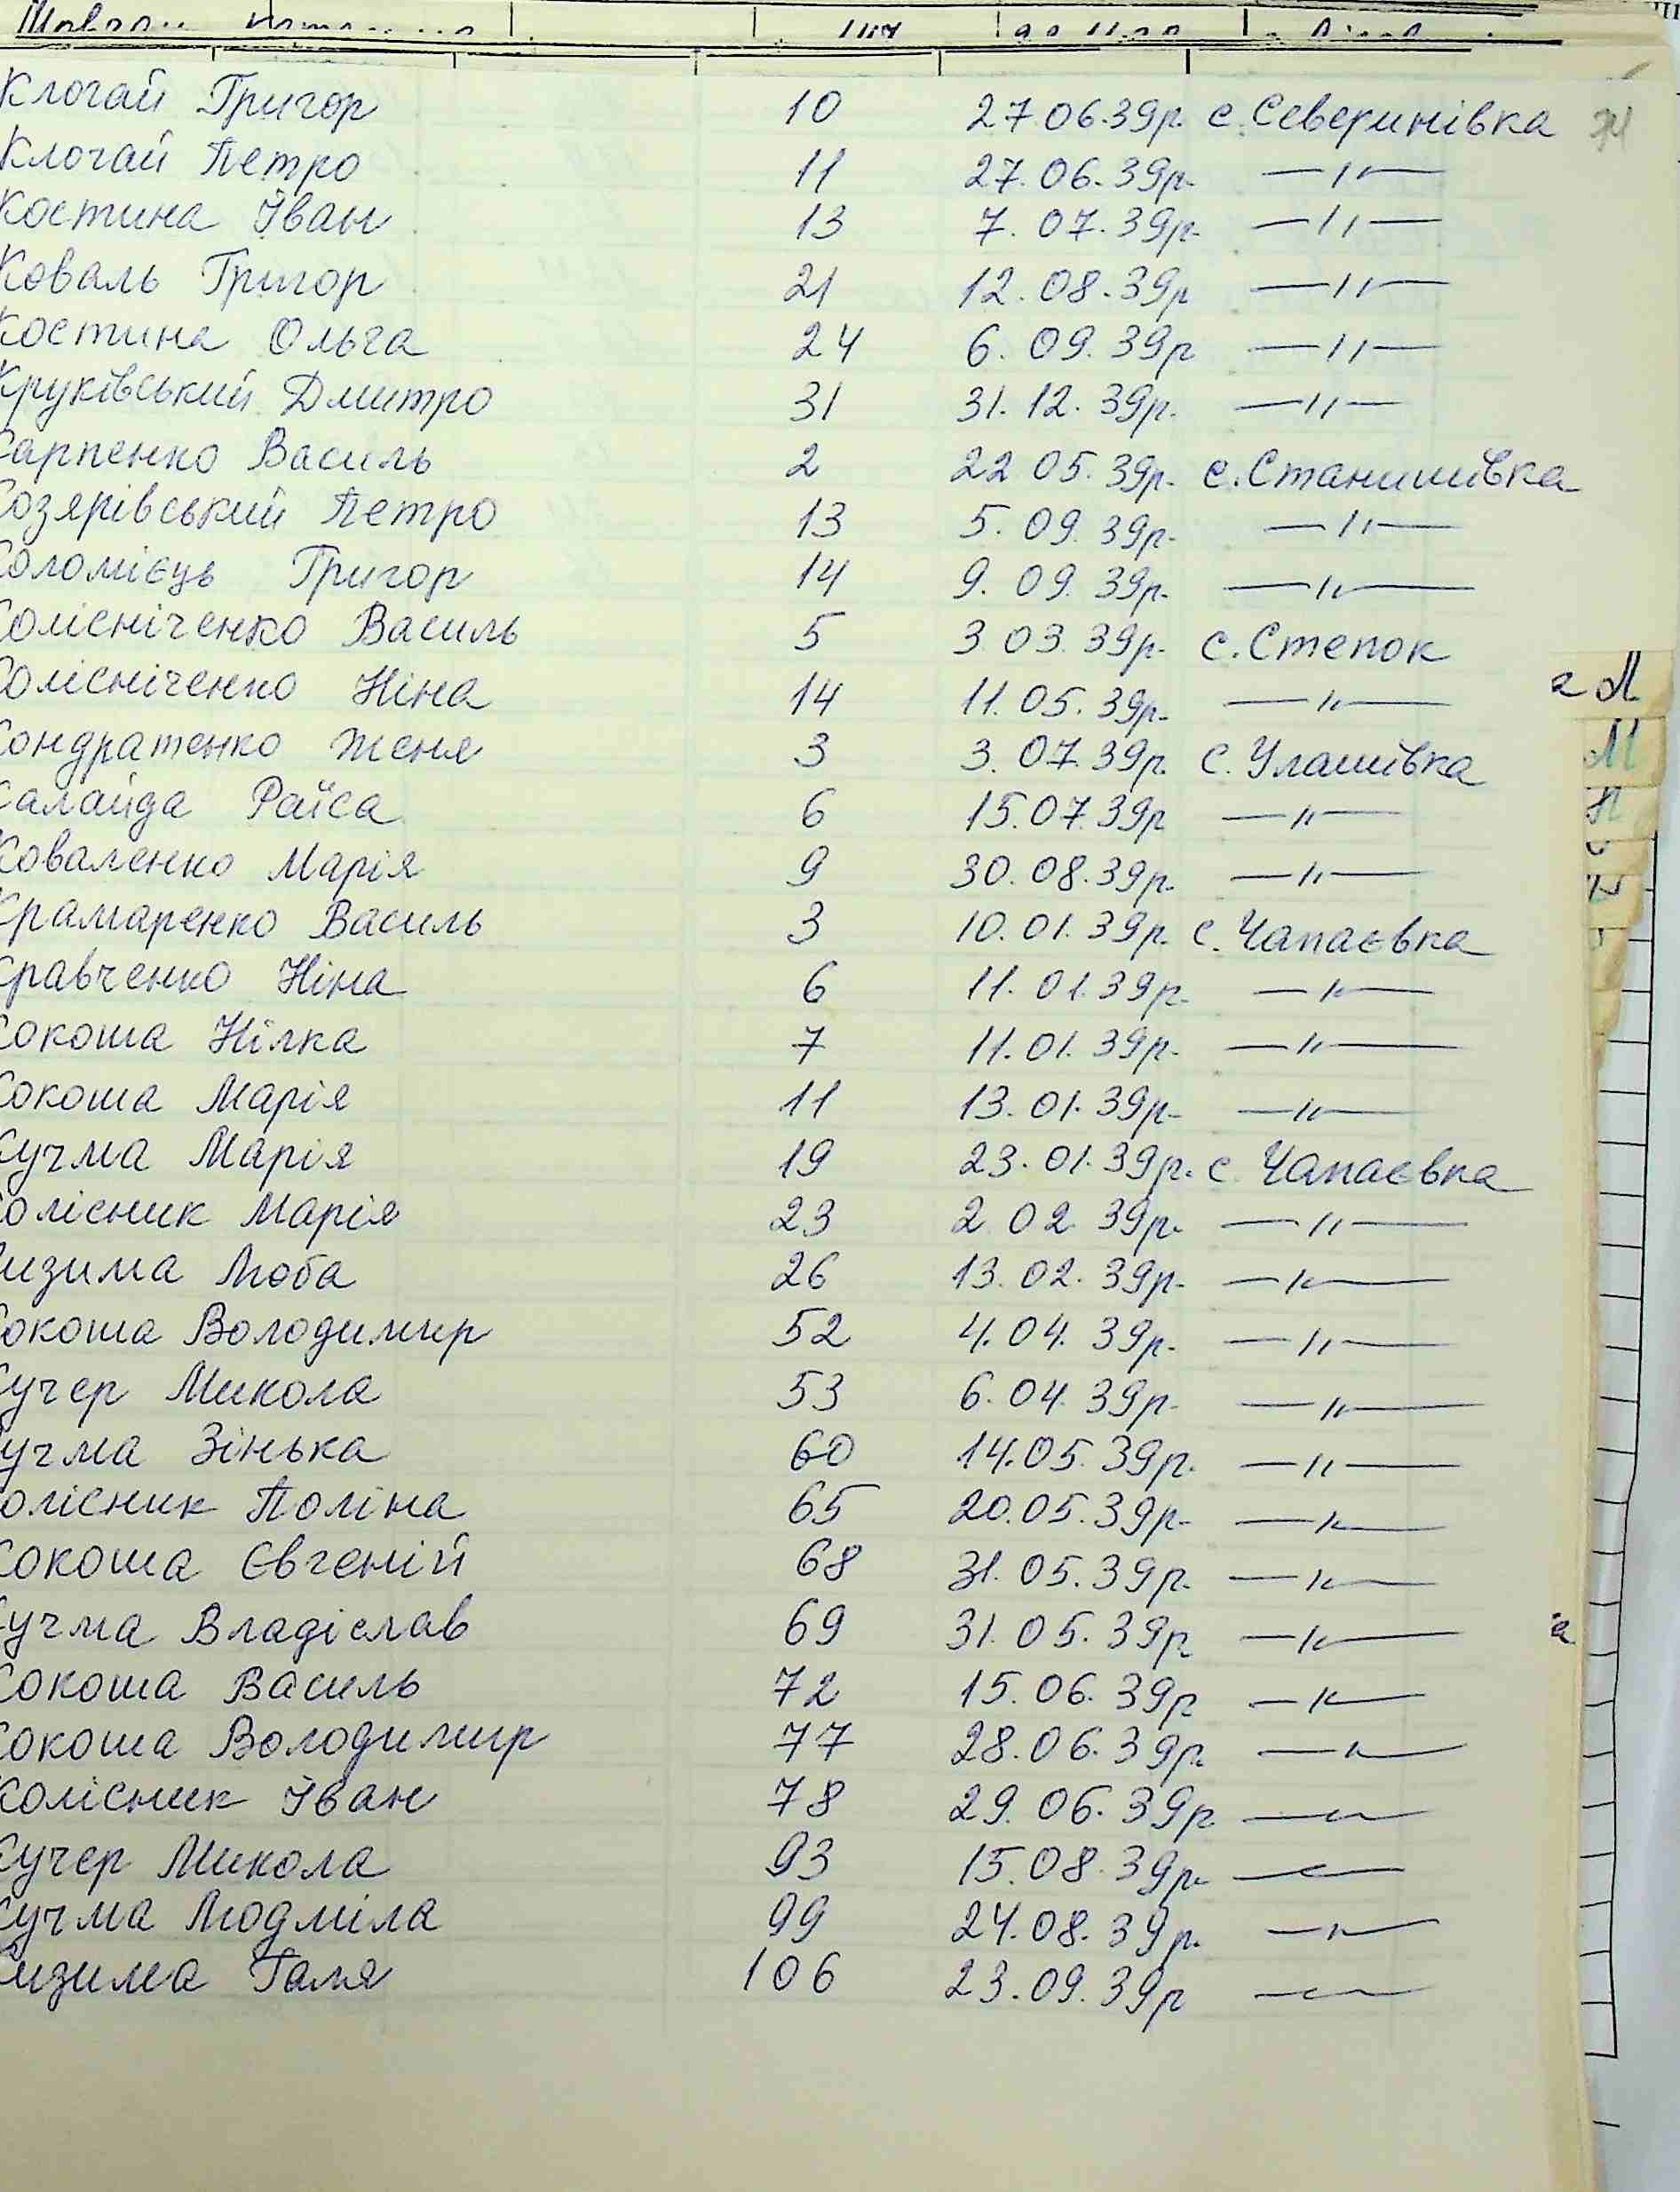 Клочай Григор 10 27.06.39р. с. Северинівка
Клочай Петро 11 27.06.39р. —〃—
Костина Іван 13 7.07.39р. —〃—
Коваль Григор 21 12.08.39р —〃—
Костина Ольга 24 6.09.39р —〃—
Круківський Дмитро 31 31.12.39р. —〃—
Карпенко Василь 2 22 05.39р. с. Станишівка
Козярівський Петро 13 5.09.39р. —〃—
Коломієць Григор 14 9.09.39р. —〃—
Колісніченко Василь 5 3 03.39р. с. Степок
Колісніченко Ніна 14 11.05.39р. —〃—
Кондратенко Женя 3 3.07.39р. с. Улашівка
Калайда Раїса 6 15.07.39р —〃—
Коваленко Марія 9 30.08.39р. —〃—
Крамаренко Василь 3 10.01.39р. с. Чапаєвка
Кравченко Ніна 6 11.01.39р. —〃—
Кокоша Нілка 7 11.01.39р. —〃—
Кокоша Марія 11 13.01.39р. —〃—
Кучма Марія 19 23.01.39р. с Чапаєвка
Колісник Марія 23 2 02 39р. —〃—
Кизима Люба 26 13.02.39р. —〃—
Кокоша Володимир 52 4.04.39р. —〃—
Кучер Микола 53 6.04.39р. —〃—
Кучма Зінька 60 14.05.39р. —〃—
Колісник Поліна 65 20.05.39р. —〃—
Кокоша Євгеній 68 31.05.39р. —〃—
Кучма Владіслав 69 31.05.39р —〃—
Кокоша Василь 72 15.06.39р —〃—
Кокоша Володимир 77 28.06.39р. —〃—
Колісник Іван 78 29.06.39р —〃—
Кучер Микола 93 15.08.39р. —〃—
Кучма Людміла 99 24.08.39р. —〃—
Кизима Галя 106 23.09.39р —〃—